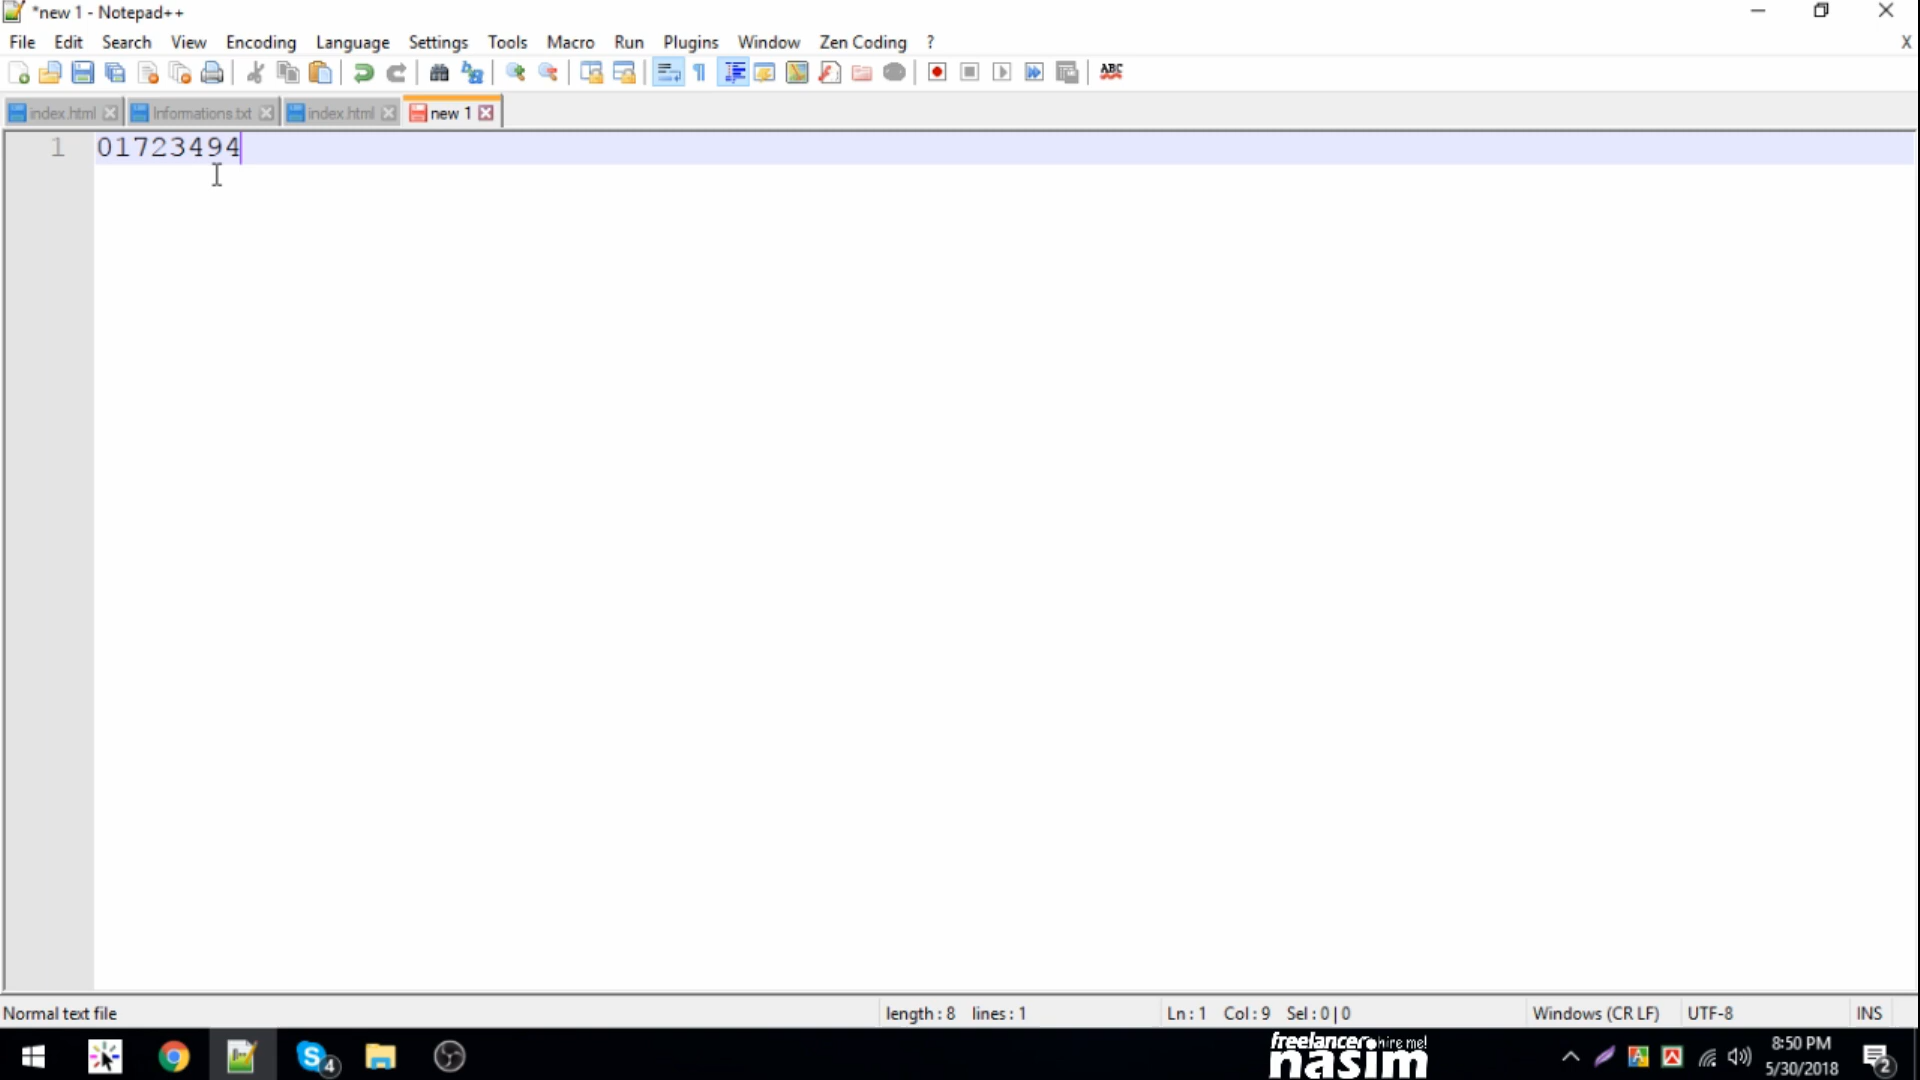 *new 1 - Notepad++
File Edit Search View Encoding Language Settings Tools Macro Run Plugins Window Zen Coding ?
X
ABC
index.html Informations.txt index.html new 1
1 01723494
Normal text file length : 8 lines : 1 Ln : 1 Col : 9 Sel : 0 | 0 Windows (CR LF) UTF-8 INS
freelancer hire me!
nasim
4
8:50 PM
5/30/2018
2